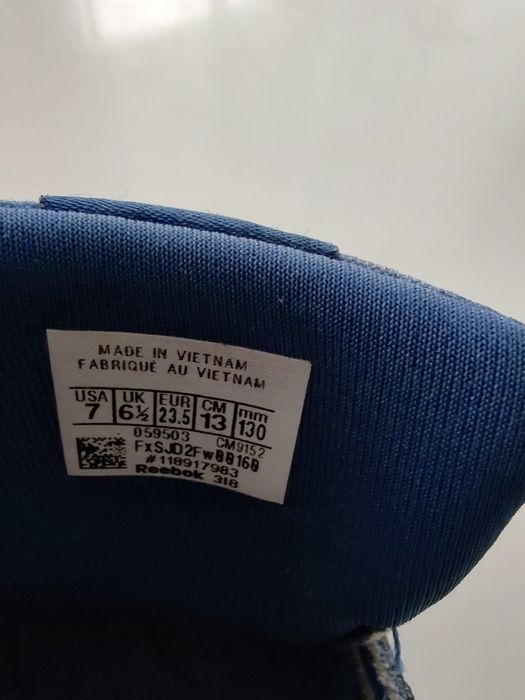 MADE IN VIETNAM
FABRIQUÉ AU VIETNAM
USA UK EUR CM mm
7 6½ 23.5 13 130
059503 CM9152
FxSJD2Fw00160
#118917983
Reebok 318